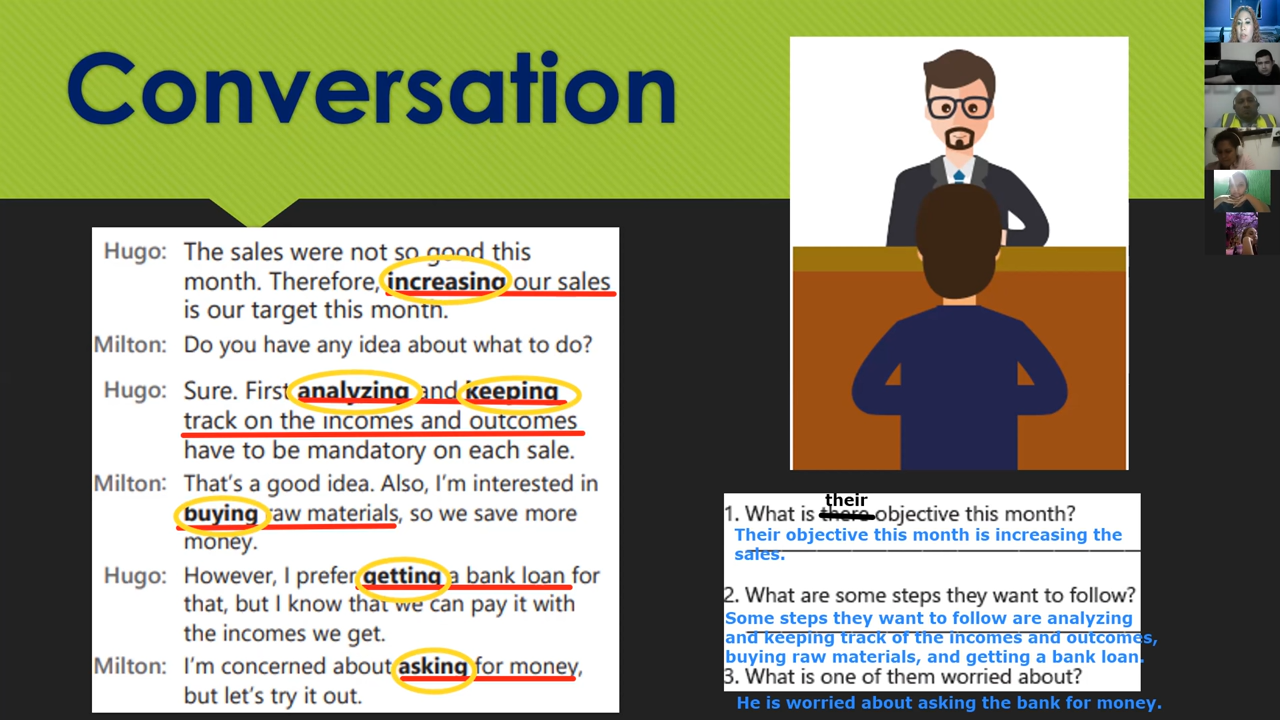 Conversation
Hugo: The sales were not so good this
month. Therefore, increasing our sales
is our target this month.
Milton: Do you have any idea about what to do?
Hugo: Sure. First analyzing and keeping
track on the incomes and outcomes
have to be mandatory on each sale.
Milton: That's a good idea. Also, I'm interested in
buying raw materials, so we save more
money.
Hugo: However, I prefer getting a bank loan for
that, but I know that we can pay it with
the incomes we get.
Milton: I'm concerned about asking for money,
but let's try it out.
their
1. What is there objective this month?
Their objective this month is increasing the
sales.
2. What are some steps they want to follow?
Some steps they want to follow are analyzing
and keeping track of the incomes and outcomes,
buying raw materials, and getting a bank loan.
3. What is one of them worried about?
He is worried about asking the bank for money.